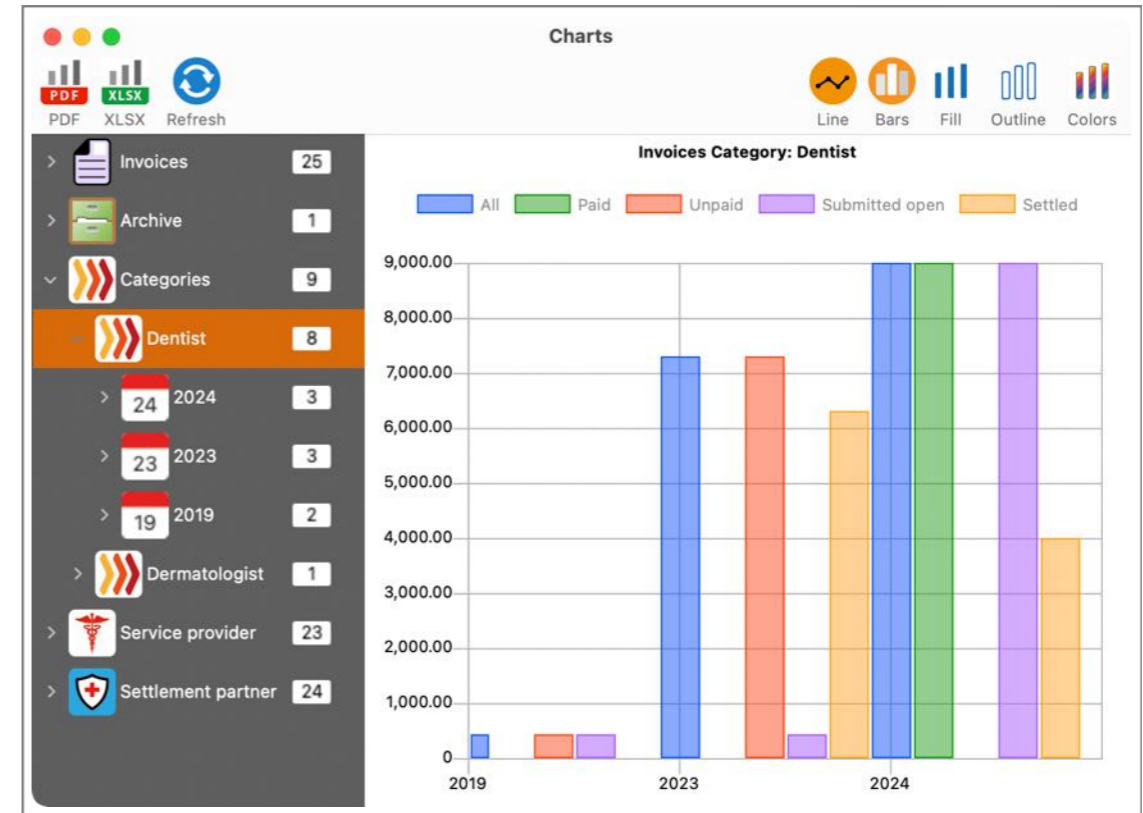 Charts
PDF XLSX
PDF XLSX Refresh Line Bars Fill Outline Colors
Invoices 25
Archive 1
Categories 9
Dentist 8
24 2024 3
23 2023 3
19 2019 2
Dermatologist 1
Service provider 23
Settlement partner 24
Invoices Category: Dentist
All Paid Unpaid Submitted open Settled
9,000.00
8,000.00
7,000.00
6,000.00
5,000.00
4,000.00
3,000.00
2,000.00
1,000.00
0
2019 2023 2024